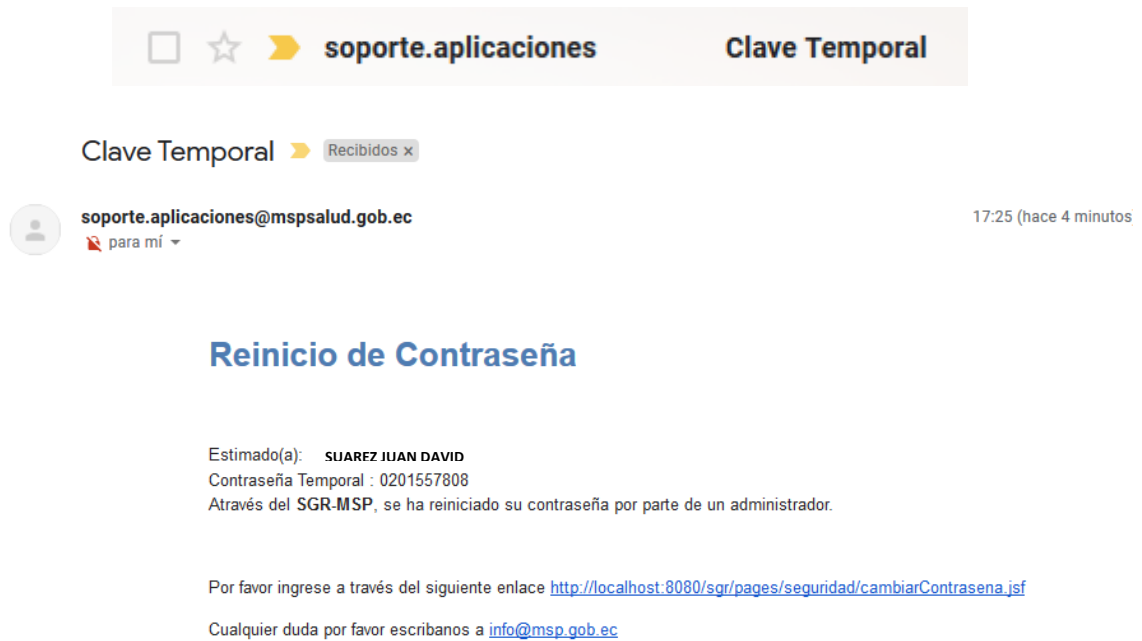 soporte.aplicaciones Clave Temporal
Clave Temporal Recibidos x
soporte.aplicaciones@mspsalud.gob.ec 17:25 (hace 4 minutos)
para mí
Reinicio de Contraseña
Estimado(a): SUAREZ JUAN DAVID
Contraseña Temporal : 0201557808
Através del SGR-MSP, se ha reiniciado su contraseña por parte de un administrador.
Por favor ingrese a través del siguiente enlace http://localhost:8080/sgr/pages/seguridad/cambiarContrasena.jsf
Cualquier duda por favor escribanos a info@msp.gob.ec